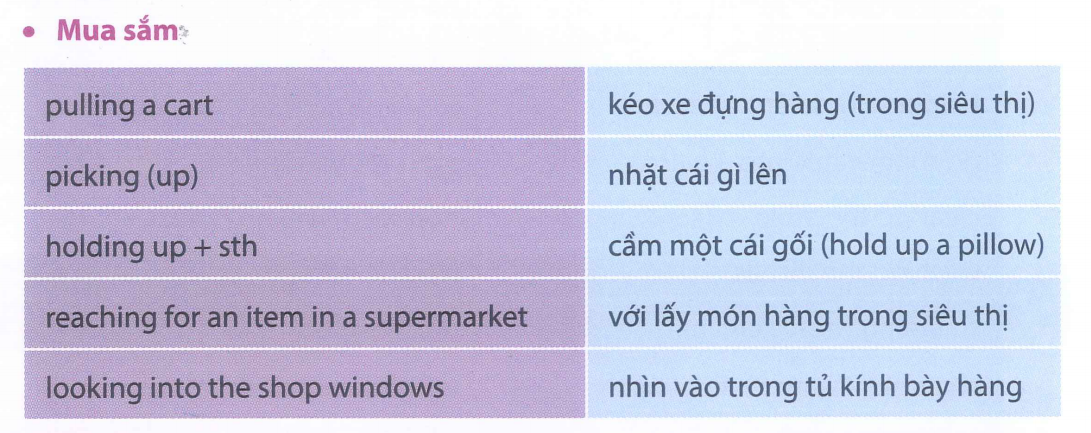 • Mua sắm
pulling a cart kéo xe đựng hàng (trong siêu thị)
picking (up) nhặt cái gì lên
holding up + sth cầm một cái gối (hold up a pillow)
reaching for an item in a supermarket với lấy món hàng trong siêu thị
looking into the shop windows nhìn vào trong tủ kính bày hàng